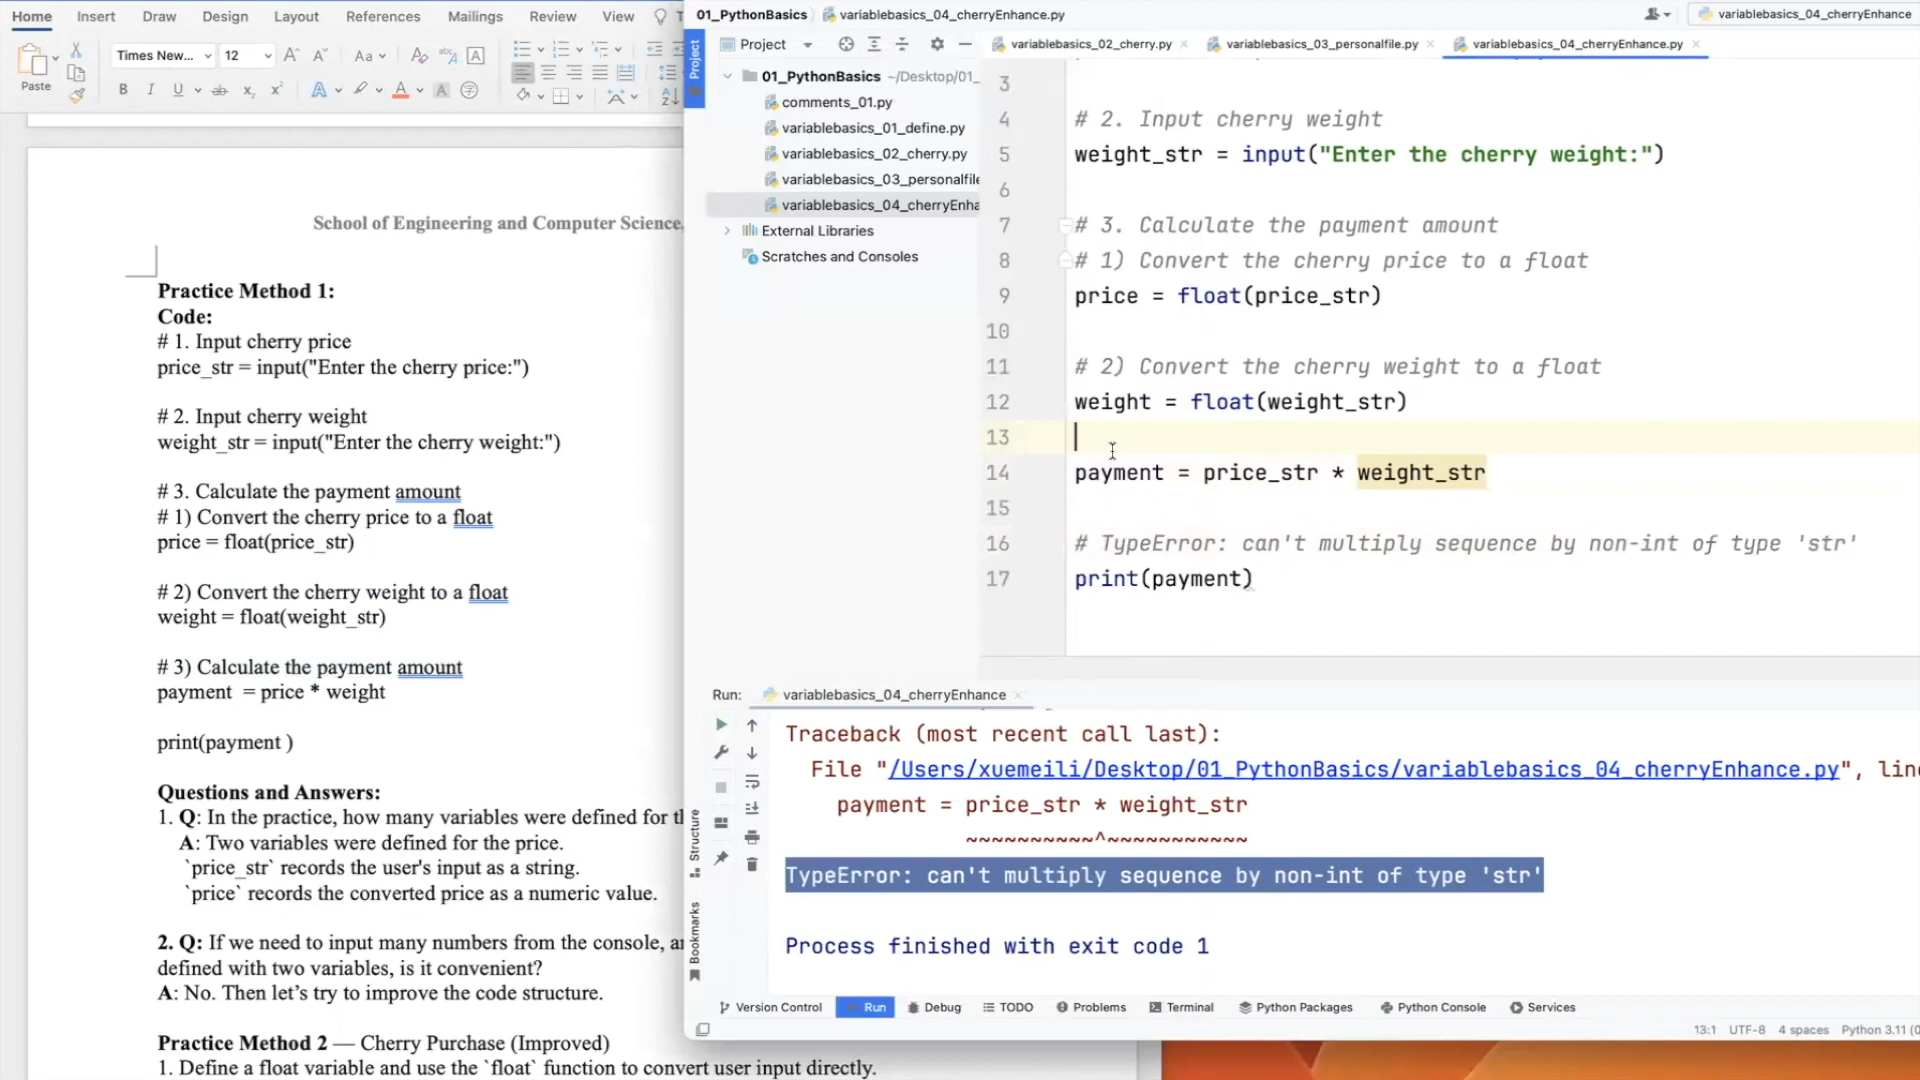 Home Insert Draw Design Layout References Mailings Review View
Times New... 12 Aa
Paste
B I U ab x₂ x² A A A
School of Engineering and Computer Science,
Practice Method 1:
Code:
# 1. Input cherry price
price_str = input("Enter the cherry price:")
# 2. Input cherry weight
weight_str = input("Enter the cherry weight:")
# 3. Calculate the payment amount
# 1) Convert the cherry price to a float
price = float(price_str)
# 2) Convert the cherry weight to a float
weight = float(weight_str)
# 3) Calculate the payment amount
payment  = price * weight
print(payment )
Questions and Answers:
1. Q: In the practice, how many variables were defined for
A: Two variables were defined for the price.
`price_str` records the user's input as a string.
`price` records the converted price as a numeric value.
2. Q: If we need to input many numbers from the console,
defined with two variables, is it convenient?
A: No. Then let’s try to improve the code structure.
Practice Method 2 — Cherry Purchase (Improved)
1. Define a float variable and use the `float` function to convert user input directly.
01_PythonBasics variablebasics_04_cherryEnhance.py variablebasics_04_cherryEnhance
Project variablebasics_02_cherry.py variablebasics_03_personalfile.py variablebasics_04_cherryEnhance.py
Project
01_PythonBasics ~/Desktop/01_
comments_01.py
variablebasics_01_define.py
variablebasics_02_cherry.py
variablebasics_03_personalfile
variablebasics_04_cherryEnha
External Libraries
Scratches and Consoles
3
4 # 2. Input cherry weight
5 weight_str = input("Enter the cherry weight:")
6
7 # 3. Calculate the payment amount
8 # 1) Convert the cherry price to a float
9 price = float(price_str)
10
11 # 2) Convert the cherry weight to a float
12 weight = float(weight_str)
13
14 payment = price_str * weight_str
15
16 # TypeError: can't multiply sequence by non-int of type 'str'
17 print(payment)
Run: variablebasics_04_cherryEnhance
Traceback (most recent call last):
File "/Users/xuemeili/Desktop/01_PythonBasics/variablebasics_04_cherryEnhance.py", line
payment = price_str * weight_str
~~~~~~~~~~^~~~~~~~~~~
TypeError: can't multiply sequence by non-int of type 'str'
Process finished with exit code 1
Structure
Bookmarks
Version Control Run Debug TODO Problems Terminal Python Packages Python Console Services
13:1 UTF-8 4 spaces Python 3.11